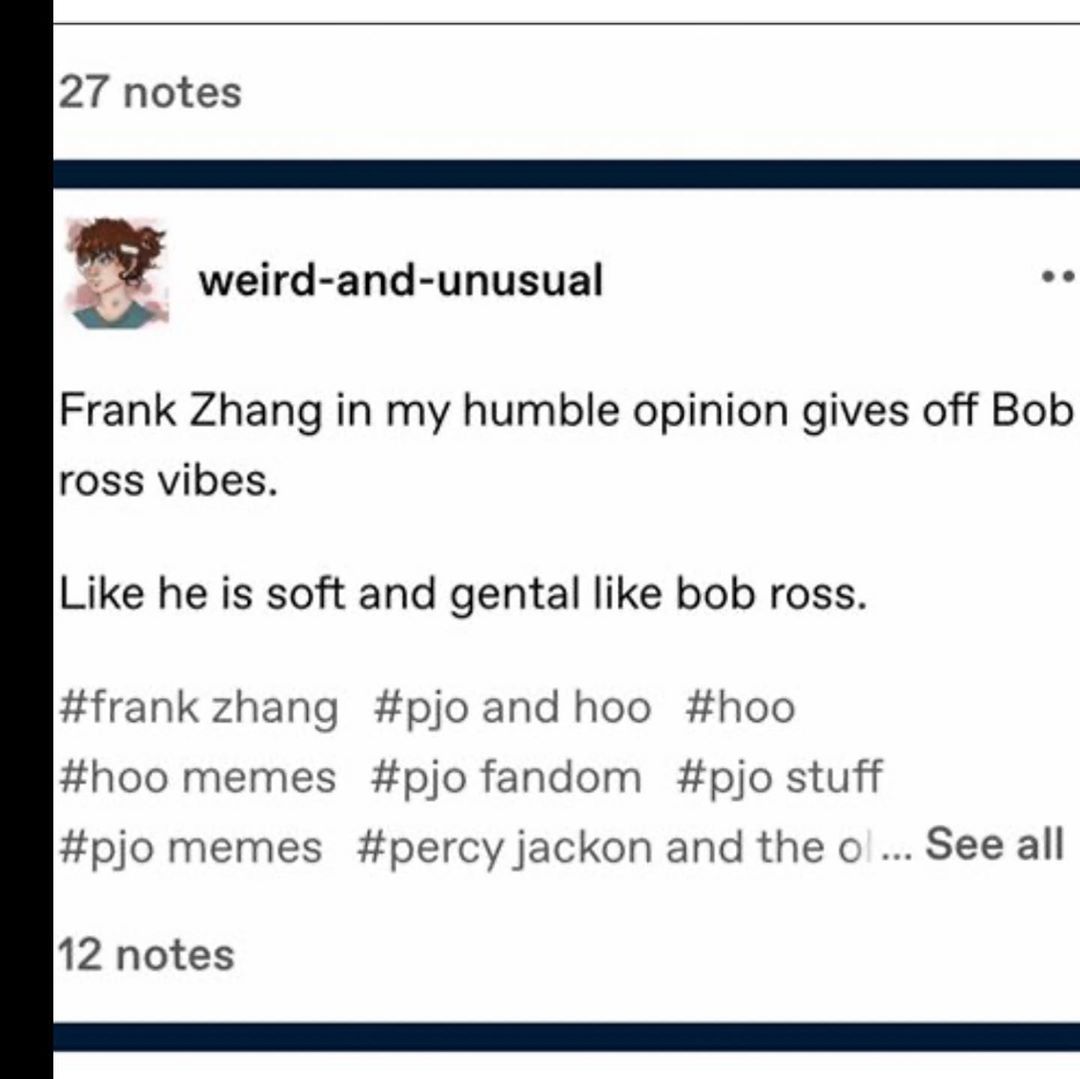 27 notes
weird-and-unusual
Frank Zhang in my humble opinion gives off Bob
ross vibes.
Like he is soft and gental like bob ross.
#frank zhang #pjo and hoo #hoo
#hoo memes #pjo fandom #pjo stuff
#pjo memes #percy jackon and the ol... See all
12 notes